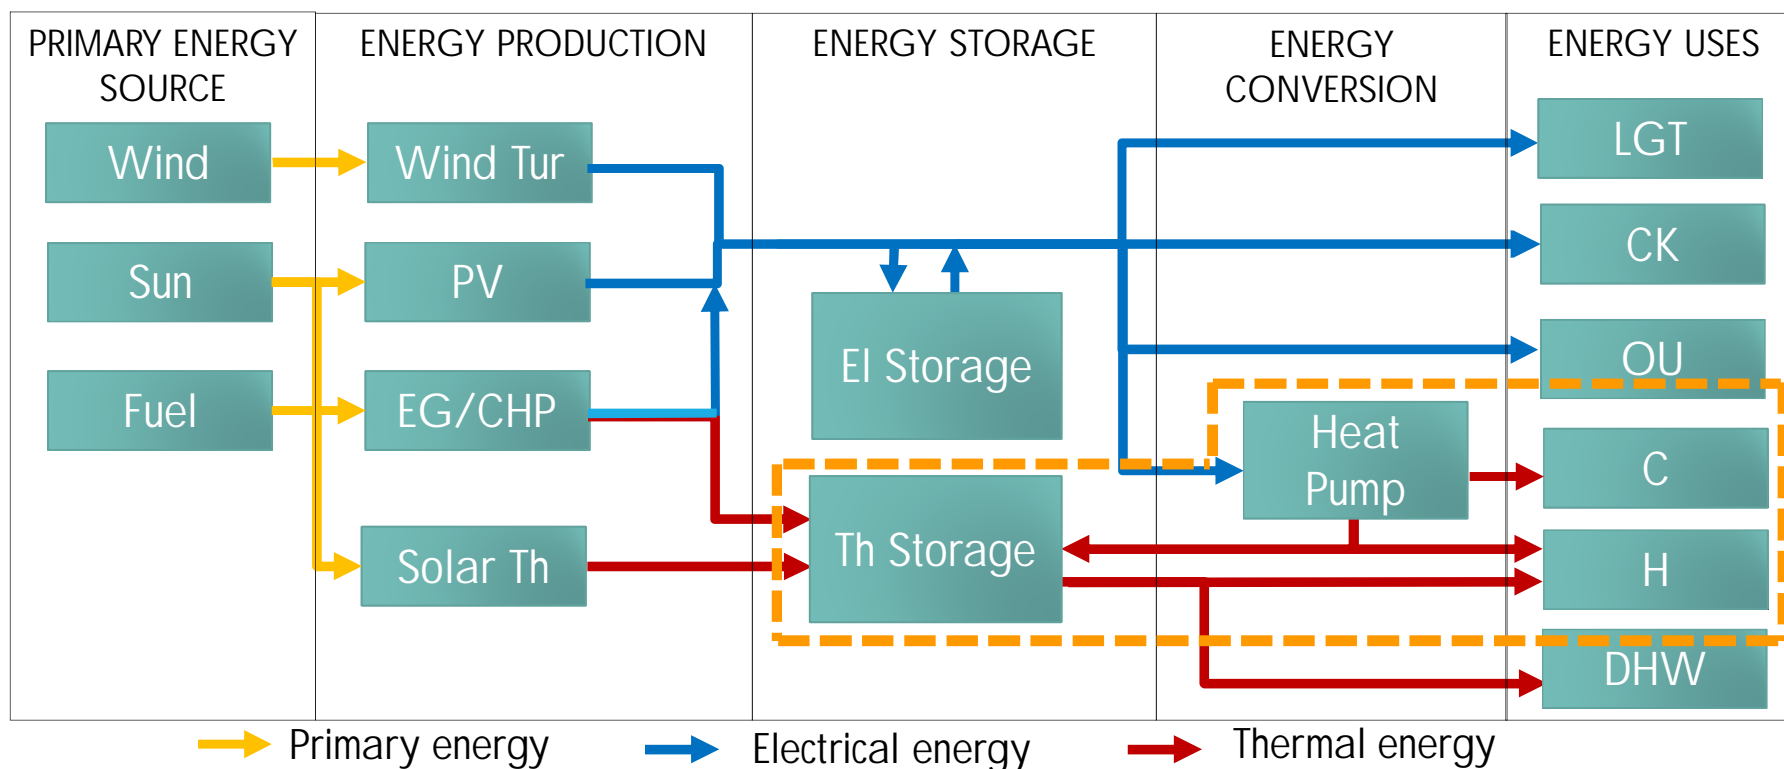 PRIMARY ENERGY
SOURCE
ENERGY PRODUCTION
ENERGY STORAGE
ENERGY
CONVERSION
ENERGY USES
Wind
Wind Tur
LGT
Sun
PV
CK
El Storage
OU
Fuel
EG/CHP
Heat
Pump
C
Solar Th
Th Storage
H
DHW
Primary energy
Electrical energy
Thermal energy